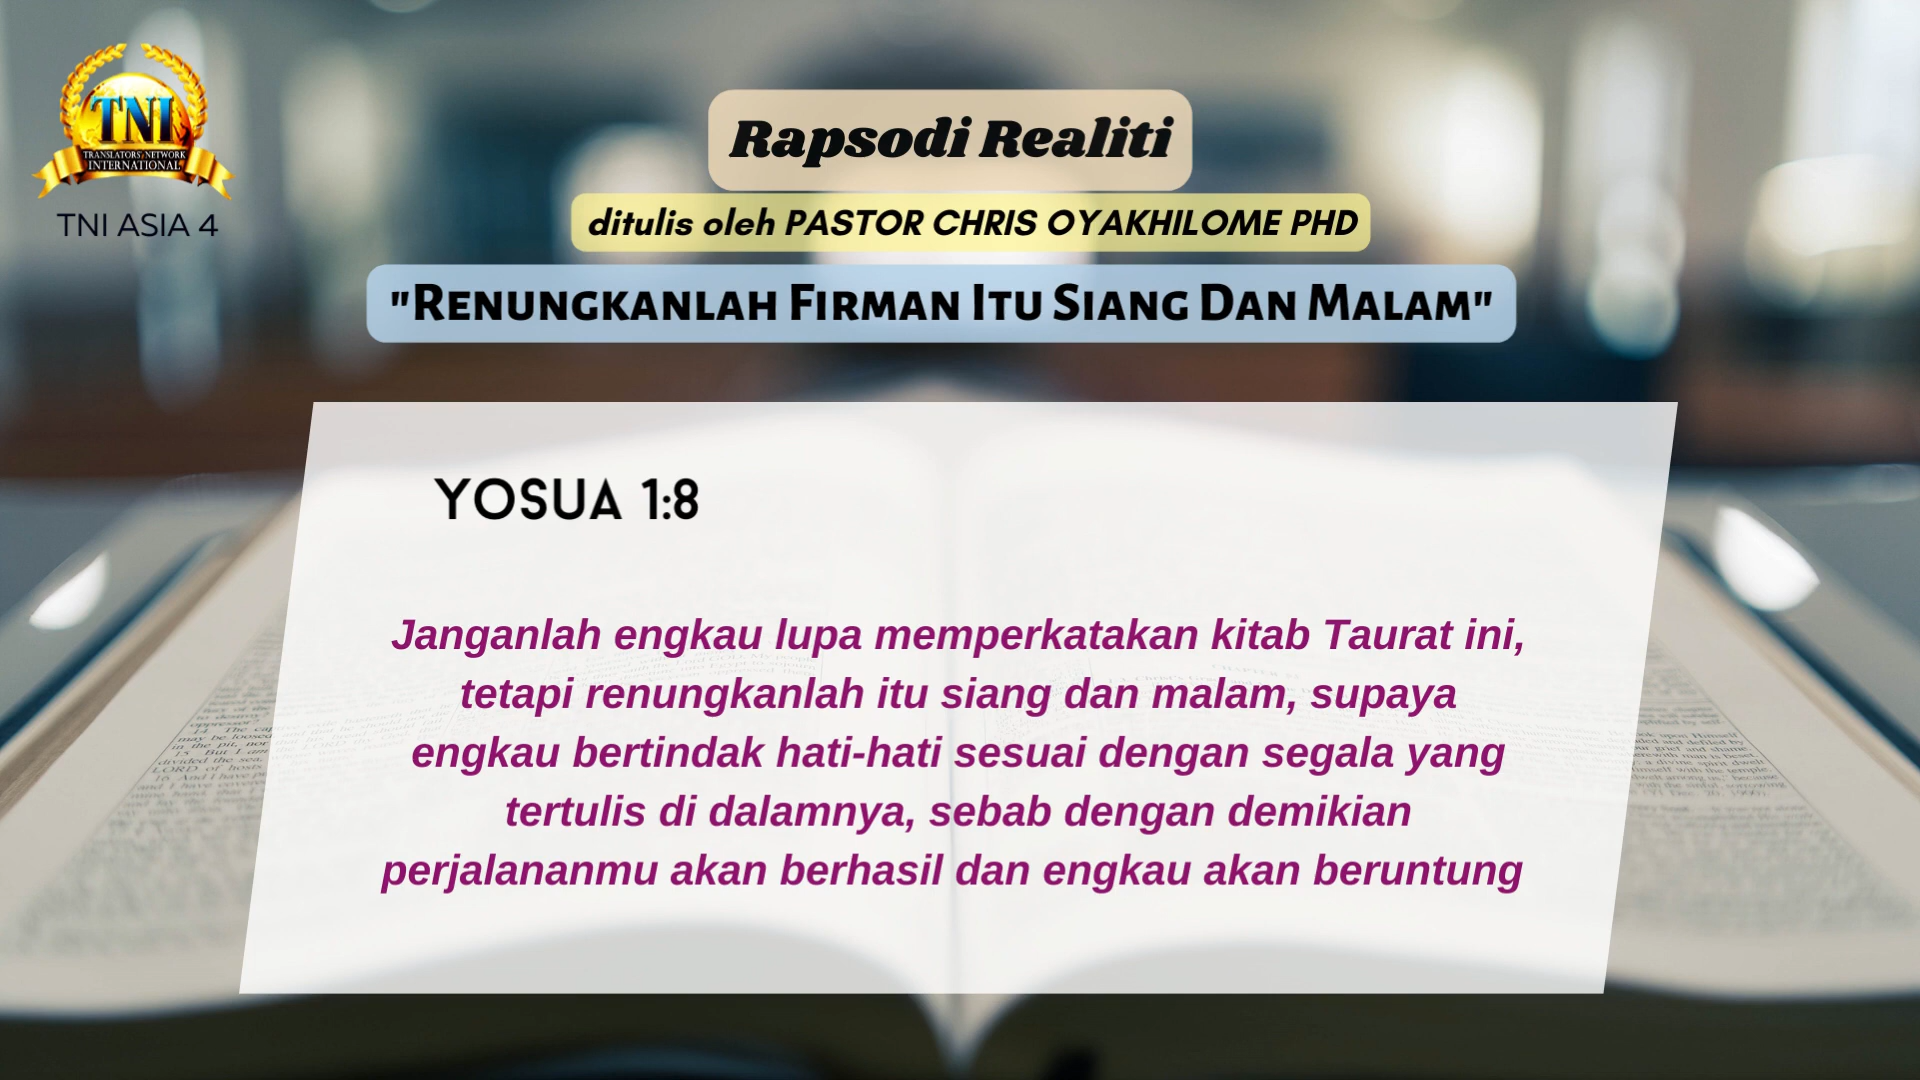 TNI
TRANSLATORS NETWORK
INTERNATIONAL
TNI ASIA 4
Rapsodi Realiti
ditulis oleh PASTOR CHRIS OYAKHILOME PHD
"Renungkanlah Firman Itu Siang Dan Malam"
YOSUA 1:8
Janganlah engkau lupa memperkatakan kitab Taurat ini,
tetapi renungkanlah itu siang dan malam, supaya
engkau bertindak hati-hati sesuai dengan segala yang
tertulis di dalamnya, sebab dengan demikian
perjalananmu akan berhasil dan engkau akan beruntung